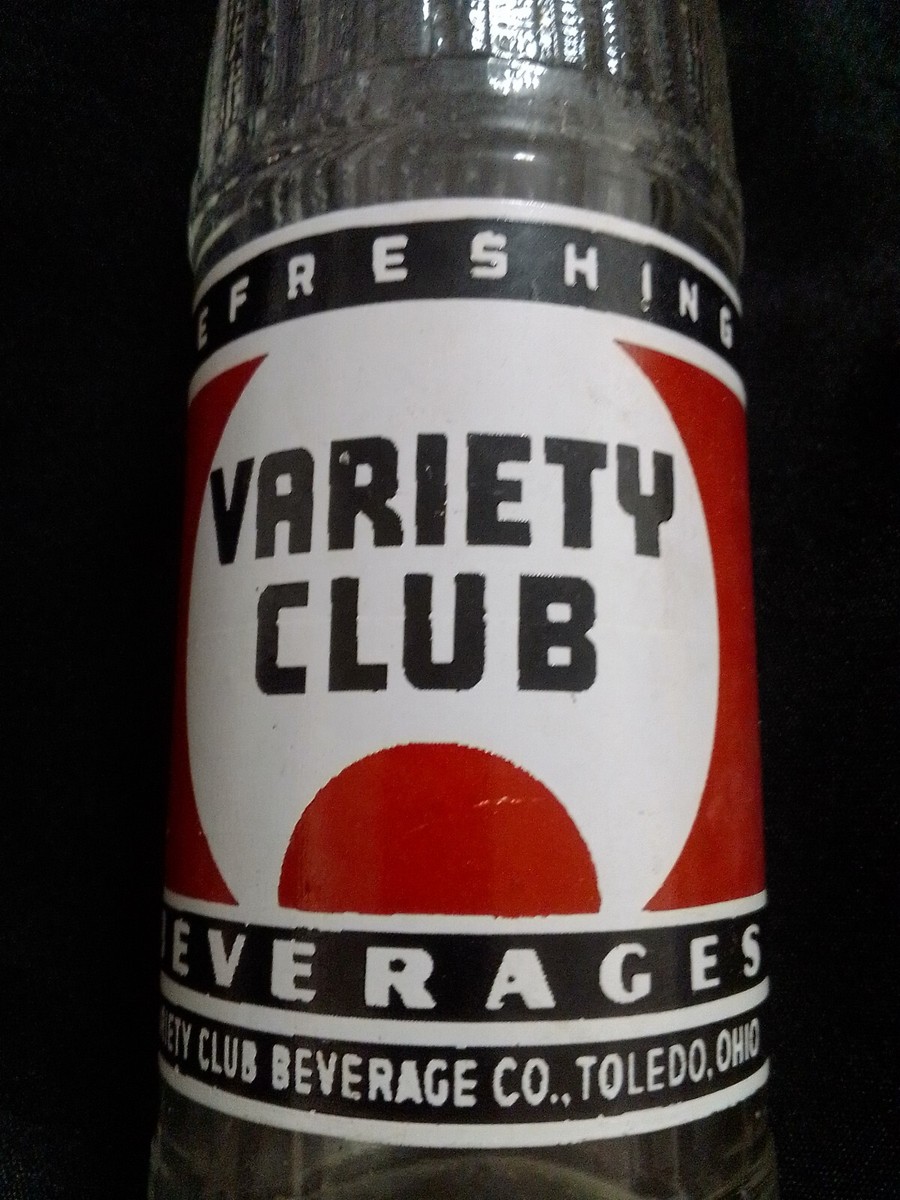 EFRESHING
VARIETY
CLUB
EVERAGES
IETY CLUB BEVERAGE CO., TOLEDO, OHIO